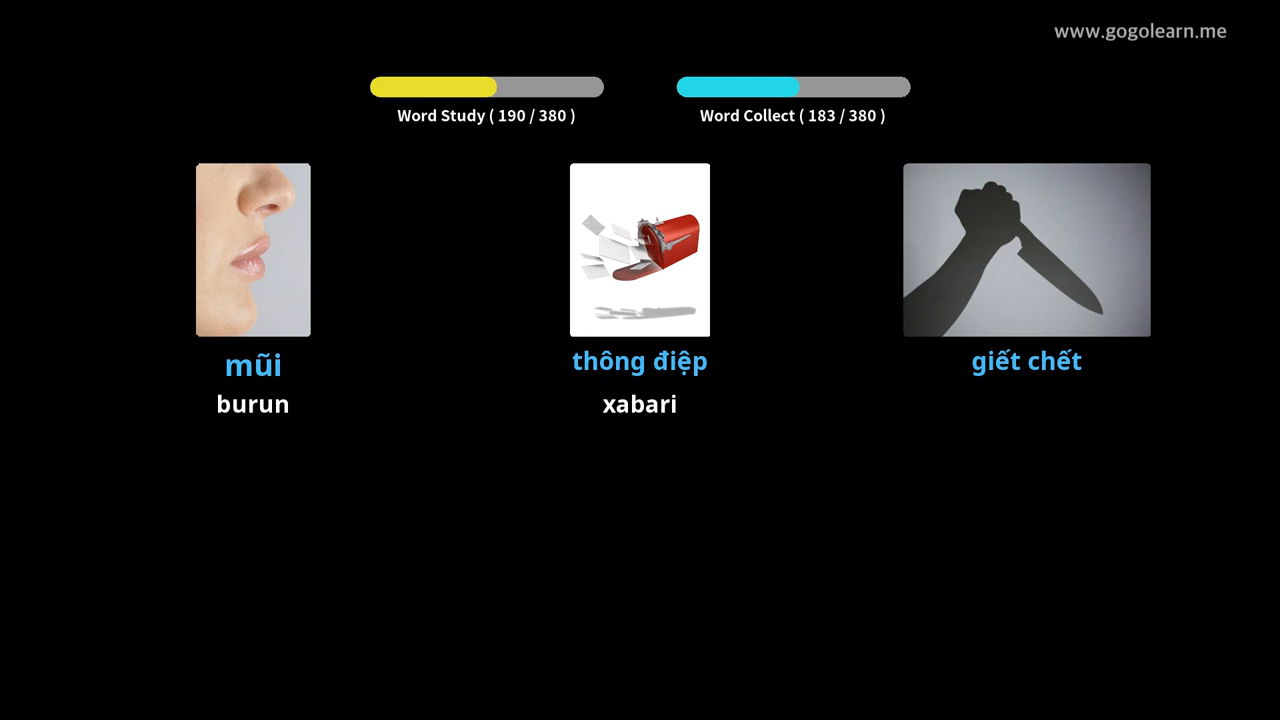 www.gogolearn.me
Word Study ( 190 / 380 )
Word Collect ( 183 / 380 )
mũi
thông điệp
giết chết
burun
xabari